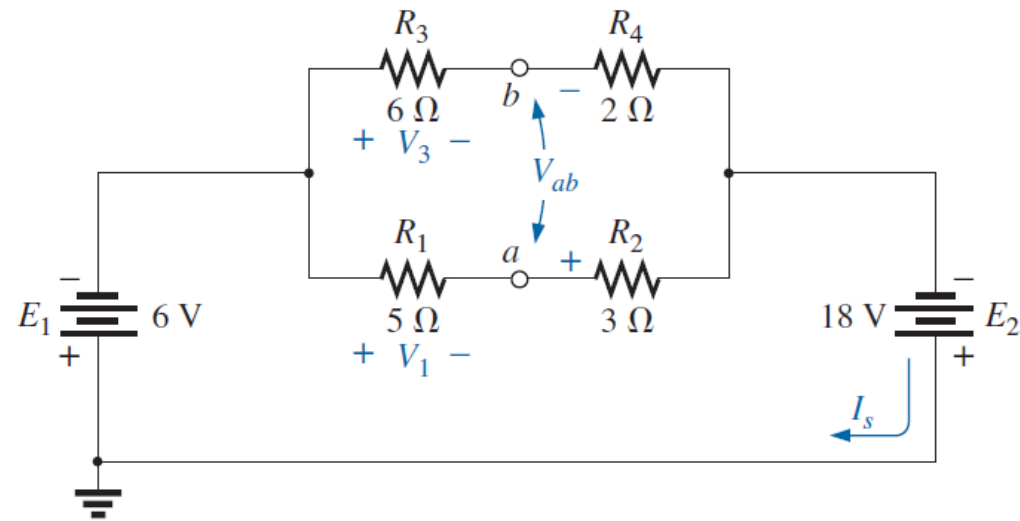 R3 R4
b −
6 Ω 2 Ω
+ V3 −
Vab
R1 a + R2
− −
E1 6 V 5 Ω 3 Ω 18 V E2
+ + V1 − +
Is